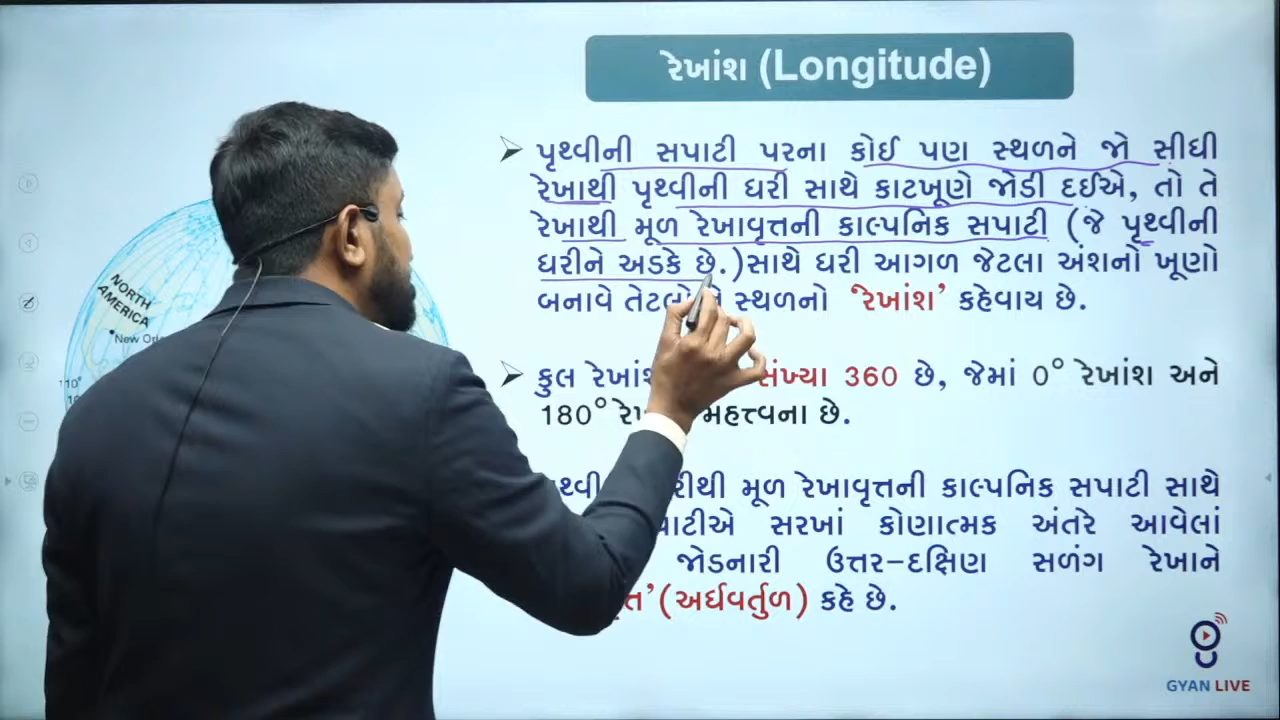 રેખાંશ (Longitude)
પૃથ્વીની સપાટી પરના કોઈ પણ સ્થળને જો સીધી
રેખાથી પૃથ્વીની ધરી સાથે કાટખૂણે જોડી દઈએ, તો તે
રેખાથી મૂળ રેખાવૃત્તની કાલ્પનિક સપાટી (જે પૃથ્વીની
ધરીને અડકે છે.)સાથે ધરી આગળ જેટલા અંશનો ખૂણો
બનાવે સ્થળનો ‘રેખાંશ’ કહેવાય છે.
કુલ સંખ્યા 360 છે, જેમાં 0° રેખાંશ અને
180° મહત્ત્વના છે.
મૂળ રેખાવૃત્તની કાલ્પનિક સપાટી સાથે
સરખાં કોણાત્મક અંતરે આવેલાં
જોડનારી ઉત્તર-દક્ષિણ સળંગ રેખાને
(અર્ધવર્તુળ) કહે છે.
NORTH
AMERICA
New
GYAN LIVE